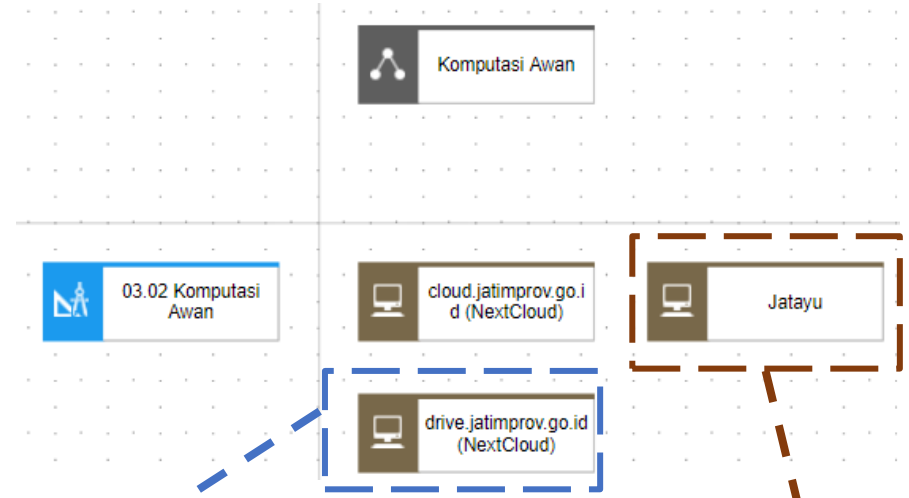 Komputasi Awan
03.02 Komputasi
Awan
cloud.jatimprov.go.i
d (NextCloud)
Jatayu
drive.jatimprov.go.id
(NextCloud)